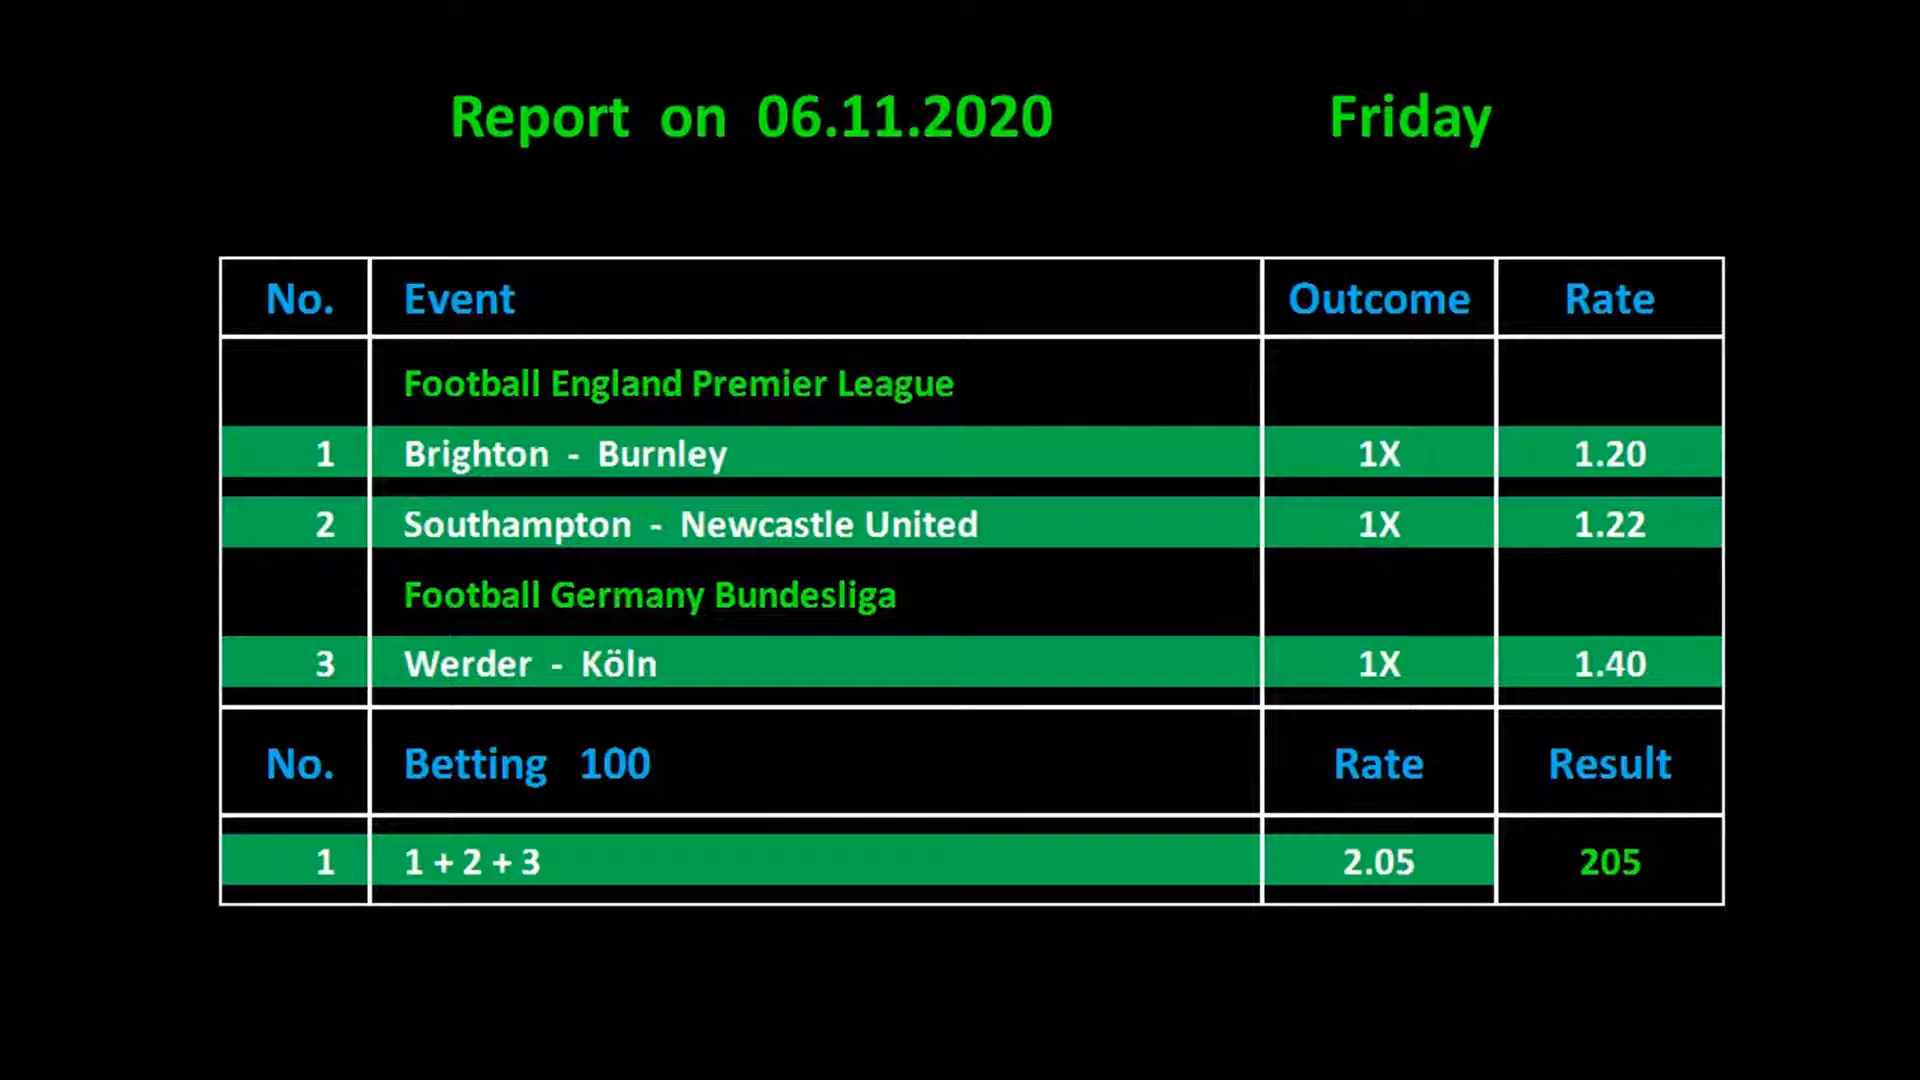 Report on 06.11.2020 Friday
No. Event Outcome Rate
Football England Premier League
1 Brighton - Burnley 1X 1.20
2 Southampton - Newcastle United 1X 1.22
Football Germany Bundesliga
3 Werder - Köln 1X 1.40
No. Betting 100 Rate Result
1 1 + 2 + 3 2.05 205